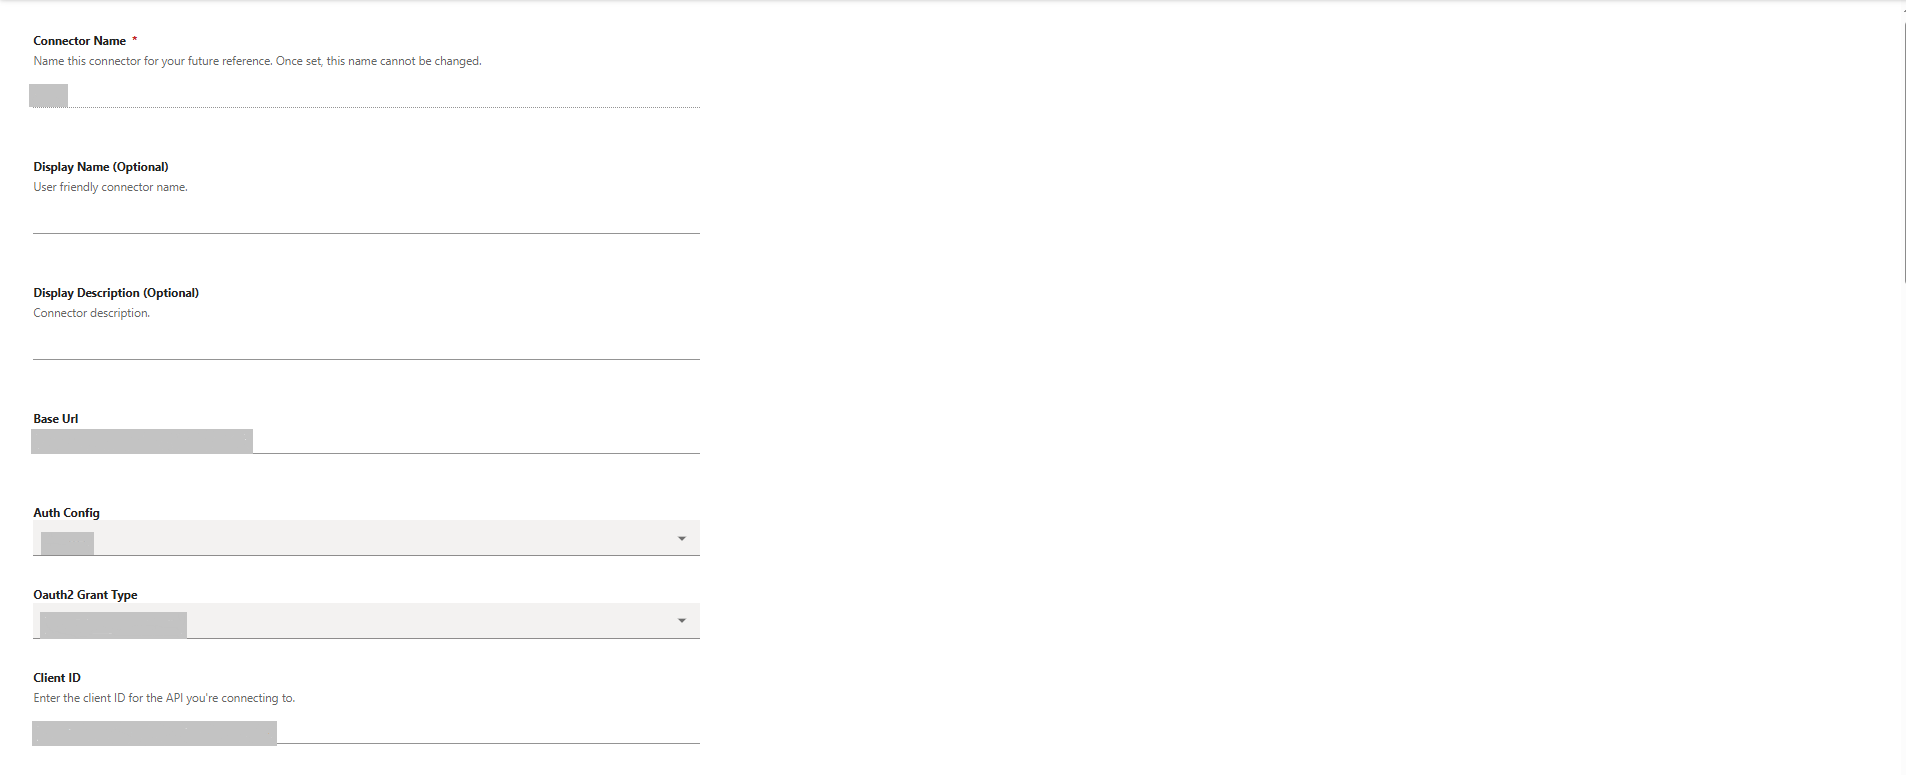 Connector Name *
Name this connector for your future reference. Once set, this name cannot be changed.
Display Name (Optional)
User friendly connector name.
Display Description (Optional)
Connector description.
Base Url
Auth Config
Oauth2 Grant Type
Client ID
Enter the client ID for the API you're connecting to.